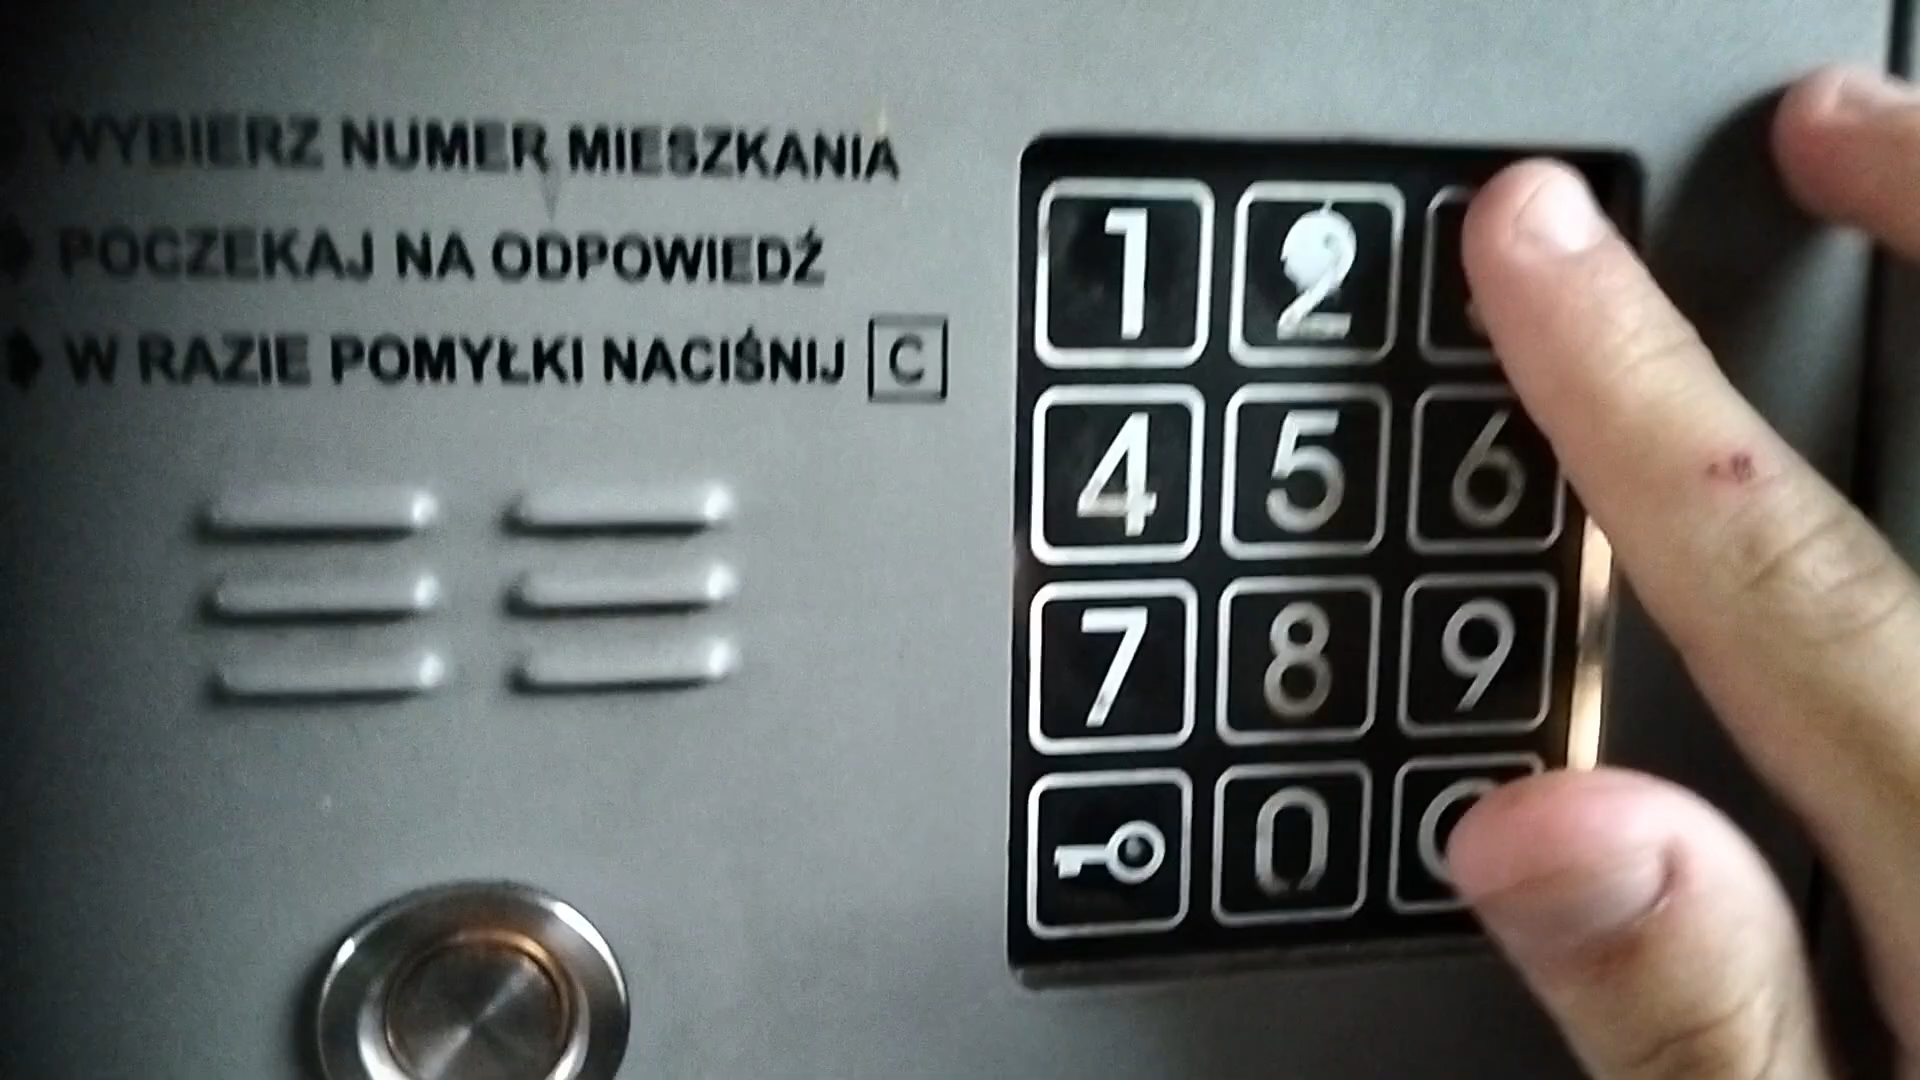 WYBIERZ NUMER MIESZKANIA
POCZEKAJ NA ODPOWIEDŹ
W RAZIE POMYŁKI NACIŚNIJ C
1 2
4 5 6
7 8 9
0